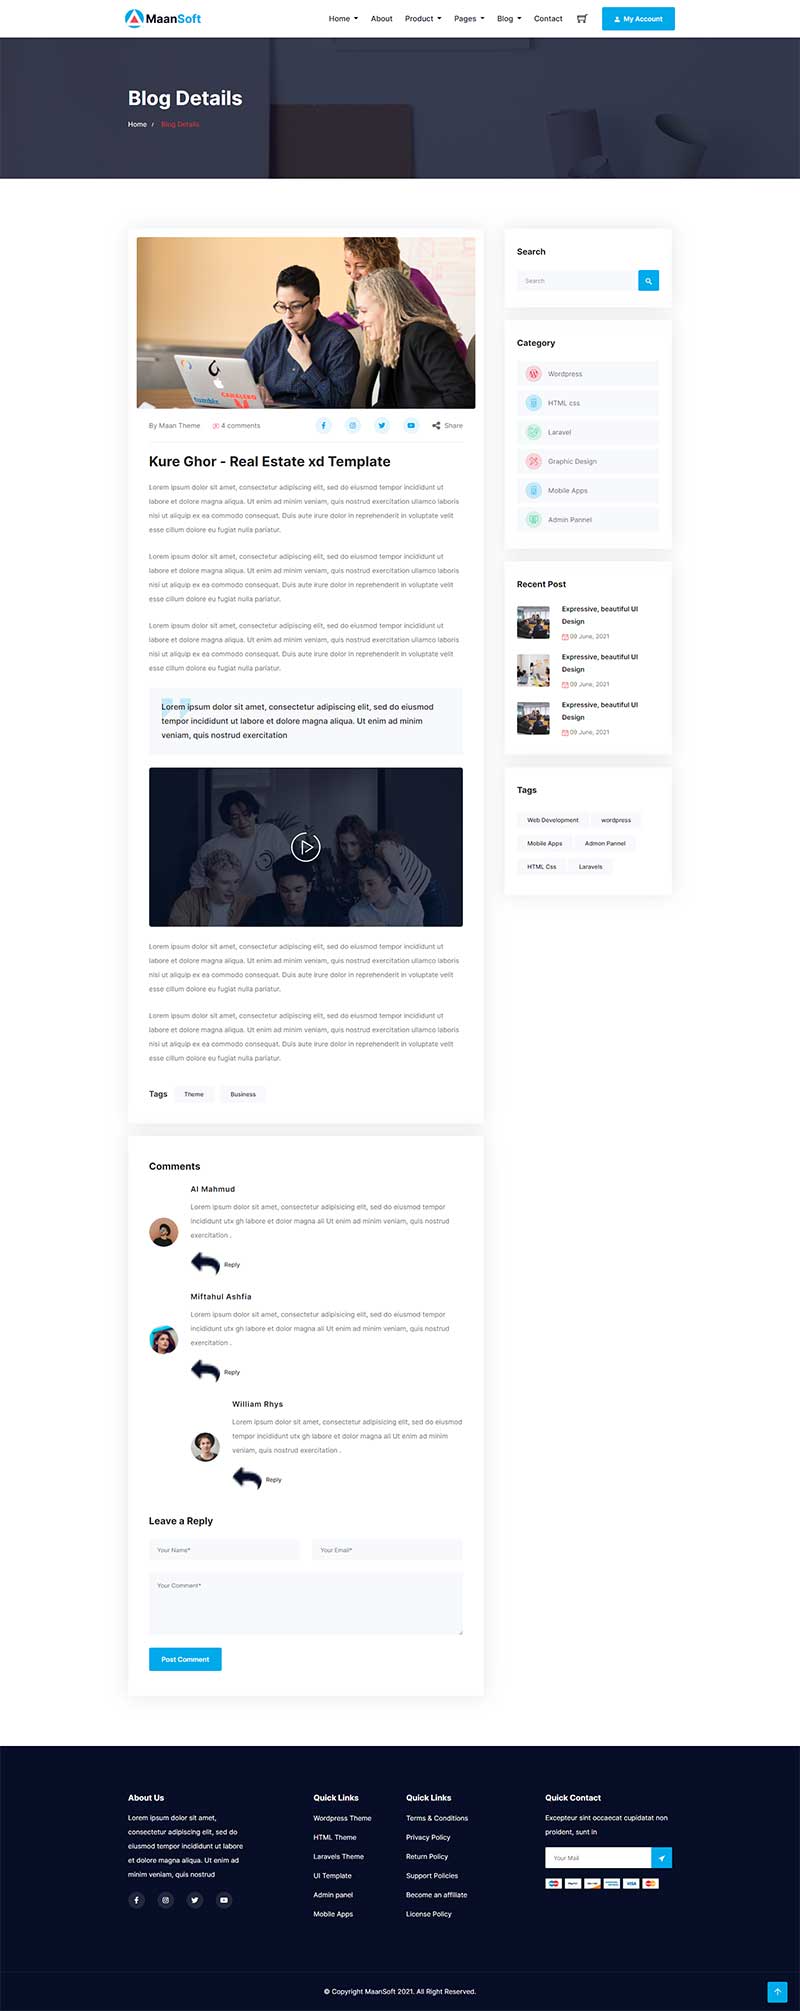 MaanSoft
Home About Product Pages Blog Contact My Account
Blog Details
Home / Blog Details
By Maan Theme 4 comments Share
Kure Ghor - Real Estate xd Template
Lorem ipsum dolor sit amet, consectetur adipiscing elit, sed do eiusmod tempor incididunt ut
labore et dolore magna aliqua. Ut enim ad minim veniam, quis nostrud exercitation ullamco laboris
nisi ut aliquip ex ea commodo consequat. Duis aute irure dolor in reprehenderit in voluptate velit
esse cillum dolore eu fugiat nulla pariatur.
Lorem ipsum dolor sit amet, consectetur adipiscing elit, sed do eiusmod tempor incididunt ut
labore et dolore magna aliqua. Ut enim ad minim veniam, quis nostrud exercitation ullamco laboris
nisi ut aliquip ex ea commodo consequat. Duis aute irure dolor in reprehenderit in voluptate velit
esse cillum dolore eu fugiat nulla pariatur.
Lorem ipsum dolor sit amet, consectetur adipiscing elit, sed do eiusmod tempor incididunt ut
labore et dolore magna aliqua. Ut enim ad minim veniam, quis nostrud exercitation ullamco laboris
nisi ut aliquip ex ea commodo consequat. Duis aute irure dolor in reprehenderit in voluptate velit
esse cillum dolore eu fugiat nulla pariatur.
Lorem ipsum dolor sit amet, consectetur adipiscing elit, sed do eiusmod
tempor incididunt ut labore et dolore magna aliqua. Ut enim ad minim
veniam, quis nostrud exercitation
Lorem ipsum dolor sit amet, consectetur adipiscing elit, sed do eiusmod tempor incididunt ut
labore et dolore magna aliqua. Ut enim ad minim veniam, quis nostrud exercitation ullamco laboris
nisi ut aliquip ex ea commodo consequat. Duis aute irure dolor in reprehenderit in voluptate velit
esse cillum dolore eu fugiat nulla pariatur.
Lorem ipsum dolor sit amet, consectetur adipiscing elit, sed do eiusmod tempor incididunt ut
labore et dolore magna aliqua. Ut enim ad minim veniam, quis nostrud exercitation ullamco laboris
nisi ut aliquip ex ea commodo consequat. Duis aute irure dolor in reprehenderit in voluptate velit
esse cillum dolore eu fugiat nulla pariatur.
Tags Theme Business
Comments
Al Mahmud
Lorem ipsum dolor sit amet, consectetur adipisicing elit, sed do eiusmod tempor
incididunt utx gh labore et dolor magna ali Ut enim ad minim veniam, quis nostrud
exercitation .
Reply
Miftahul Ashfia
Lorem ipsum dolor sit amet, consectetur adipisicing elit, sed do eiusmod tempor
incididunt utx gh labore et dolor magna ali Ut enim ad minim veniam, quis nostrud
exercitation .
Reply
William Rhys
Lorem ipsum dolor sit amet, consectetur adipisicing elit, sed do eiusmod
tempor incididunt utx gh labore et dolor magna ali Ut enim ad minim
veniam, quis nostrud exercitation .
Reply
Leave a Reply
Your Name* Your Email*
Your Comment*
Post Comment
Search
Search
Category
Wordpress
HTML css
Laravel
Graphic Design
Mobile Apps
Admin Pannel
Recent Post
Expressive, beautiful UI
Design
09 June, 2021
Expressive, beautiful UI
Design
09 June, 2021
Expressive, beautiful UI
Design
09 June, 2021
Tags
Web Development wordpress
Mobile Apps Admon Pannel
HTML Css Laravels
About Us
Lorem ipsum dolor sit amet,
consectetur adipiscing elit, sed do
eiusmod tempor incididunt ut
labore et dolore magna aliqua. Ut enim ad
minim veniam, quis nostrud
Quick Links
Wordpress Theme
HTML Theme
Laravels Theme
UI Template
Admin panel
Mobile Apps
Quick Links
Terms & Conditions
Privacy Policy
Return Policy
Support Policies
Become an affiliate
License Policy
Quick Contact
Excepteur sint occaecat cupidatat non
proident, sunt in
Your Mail
VISA
© Copyright MaanSoft 2021. All Right Reserved.